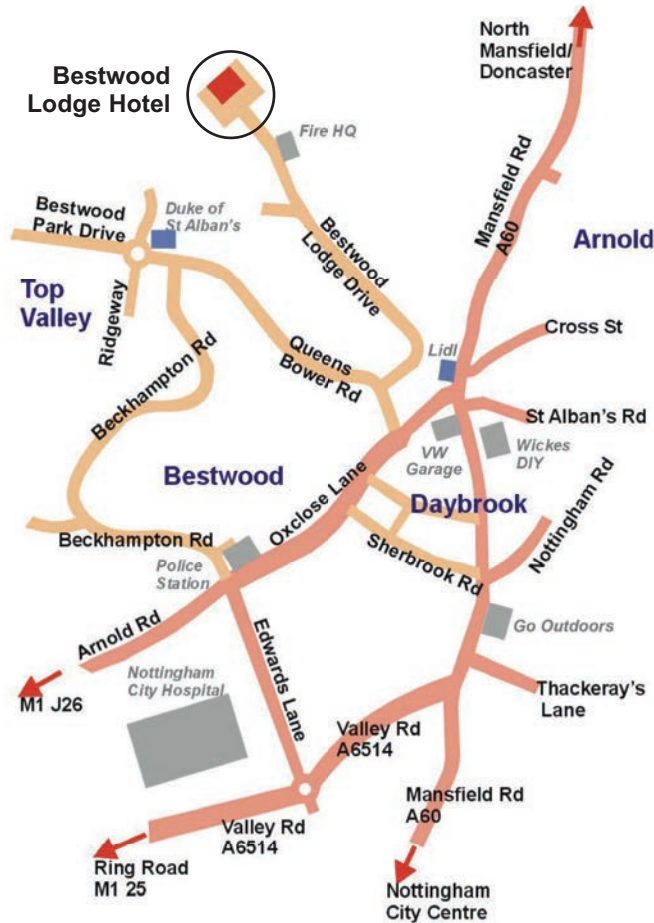 North
Mansfield/
Doncaster
Bestwood
Lodge Hotel
Fire HQ
Mansfield Rd
A60
Bestwood
Park Drive
Duke of
St Alban's
Bestwood
Lodge Drive
Arnold
Top
Valley
Ridgeway
Beckhampton Rd
Queens
Bower Rd
Lidl
Cross St
St Alban's Rd
VW
Garage
Wickes
DIY
Bestwood
Oxclose Lane
Daybrook
Nottingham Rd
Beckhampton Rd
Sherbrook Rd
Police
Station
Go Outdoors
Arnold Rd
Edwards Lane
Nottingham
City Hospital
M1 J26
Thackeray's
Lane
Valley Rd
A6514
Mansfield Rd
A60
Valley Rd
A6514
Ring Road
M1 25
Nottingham
City Centre